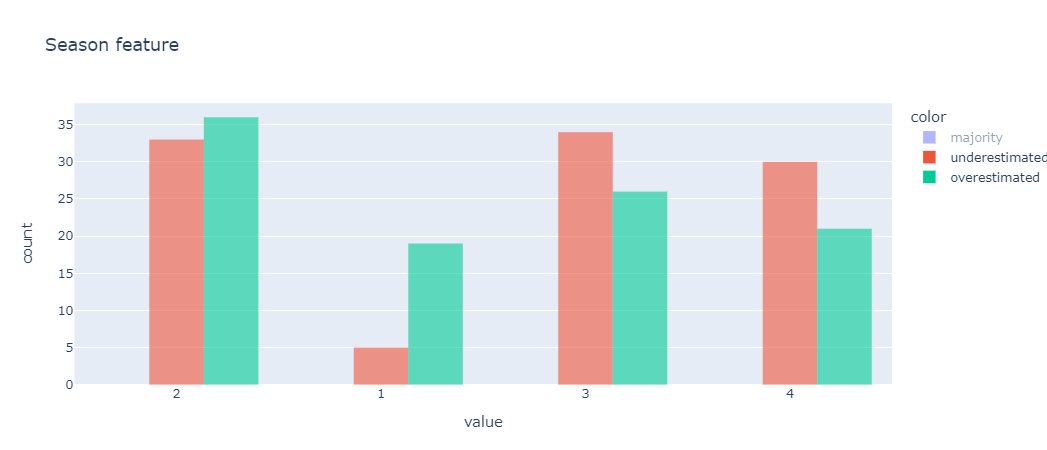 Season feature
color
majority
underestimated
overestimated
count
35
30
25
20
15
10
5
0
2 1 3 4
value